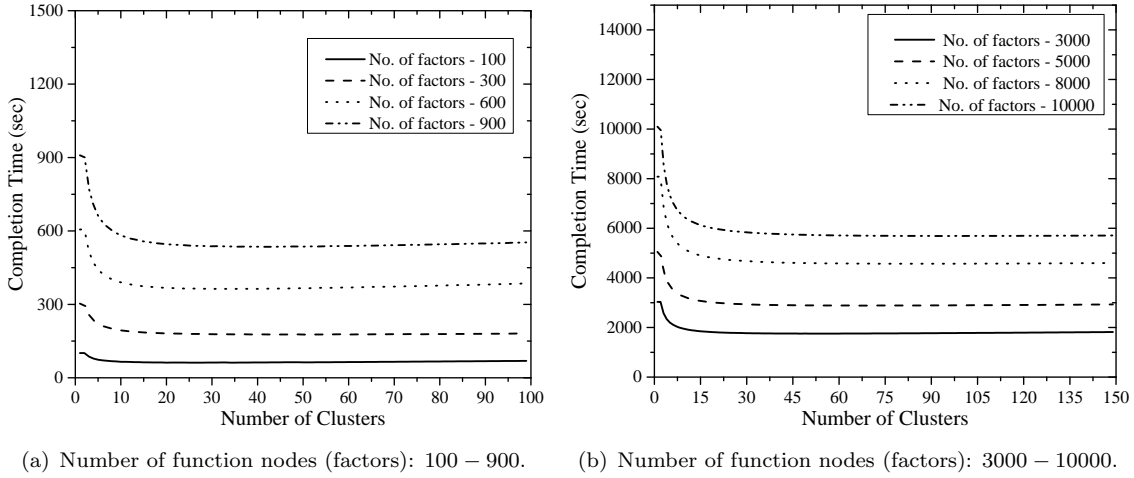 1500
1200
900
600
300
0
Completion Time (sec)
No. of factors - 100
No. of factors - 300
No. of factors - 600
No. of factors - 900
0 10 20 30 40 50 60 70 80 90 100
Number of Clusters
(a) Number of function nodes (factors): 100 − 900.
14000
12000
10000
8000
6000
4000
2000
0
Completion Time (sec)
No. of factors - 3000
No. of factors - 5000
No. of factors - 8000
No. of factors - 10000
0 15 30 45 60 75 90 105 120 135 150
Number of Clusters
(b) Number of function nodes (factors): 3000 − 10000.